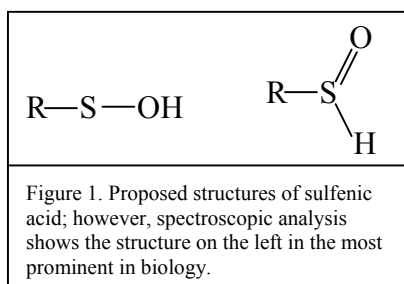 R—S—OH
O
R—S
H
Figure 1. Proposed structures of sulfenic
acid; however, spectroscopic analysis
shows the structure on the left in the most
prominent in biology.